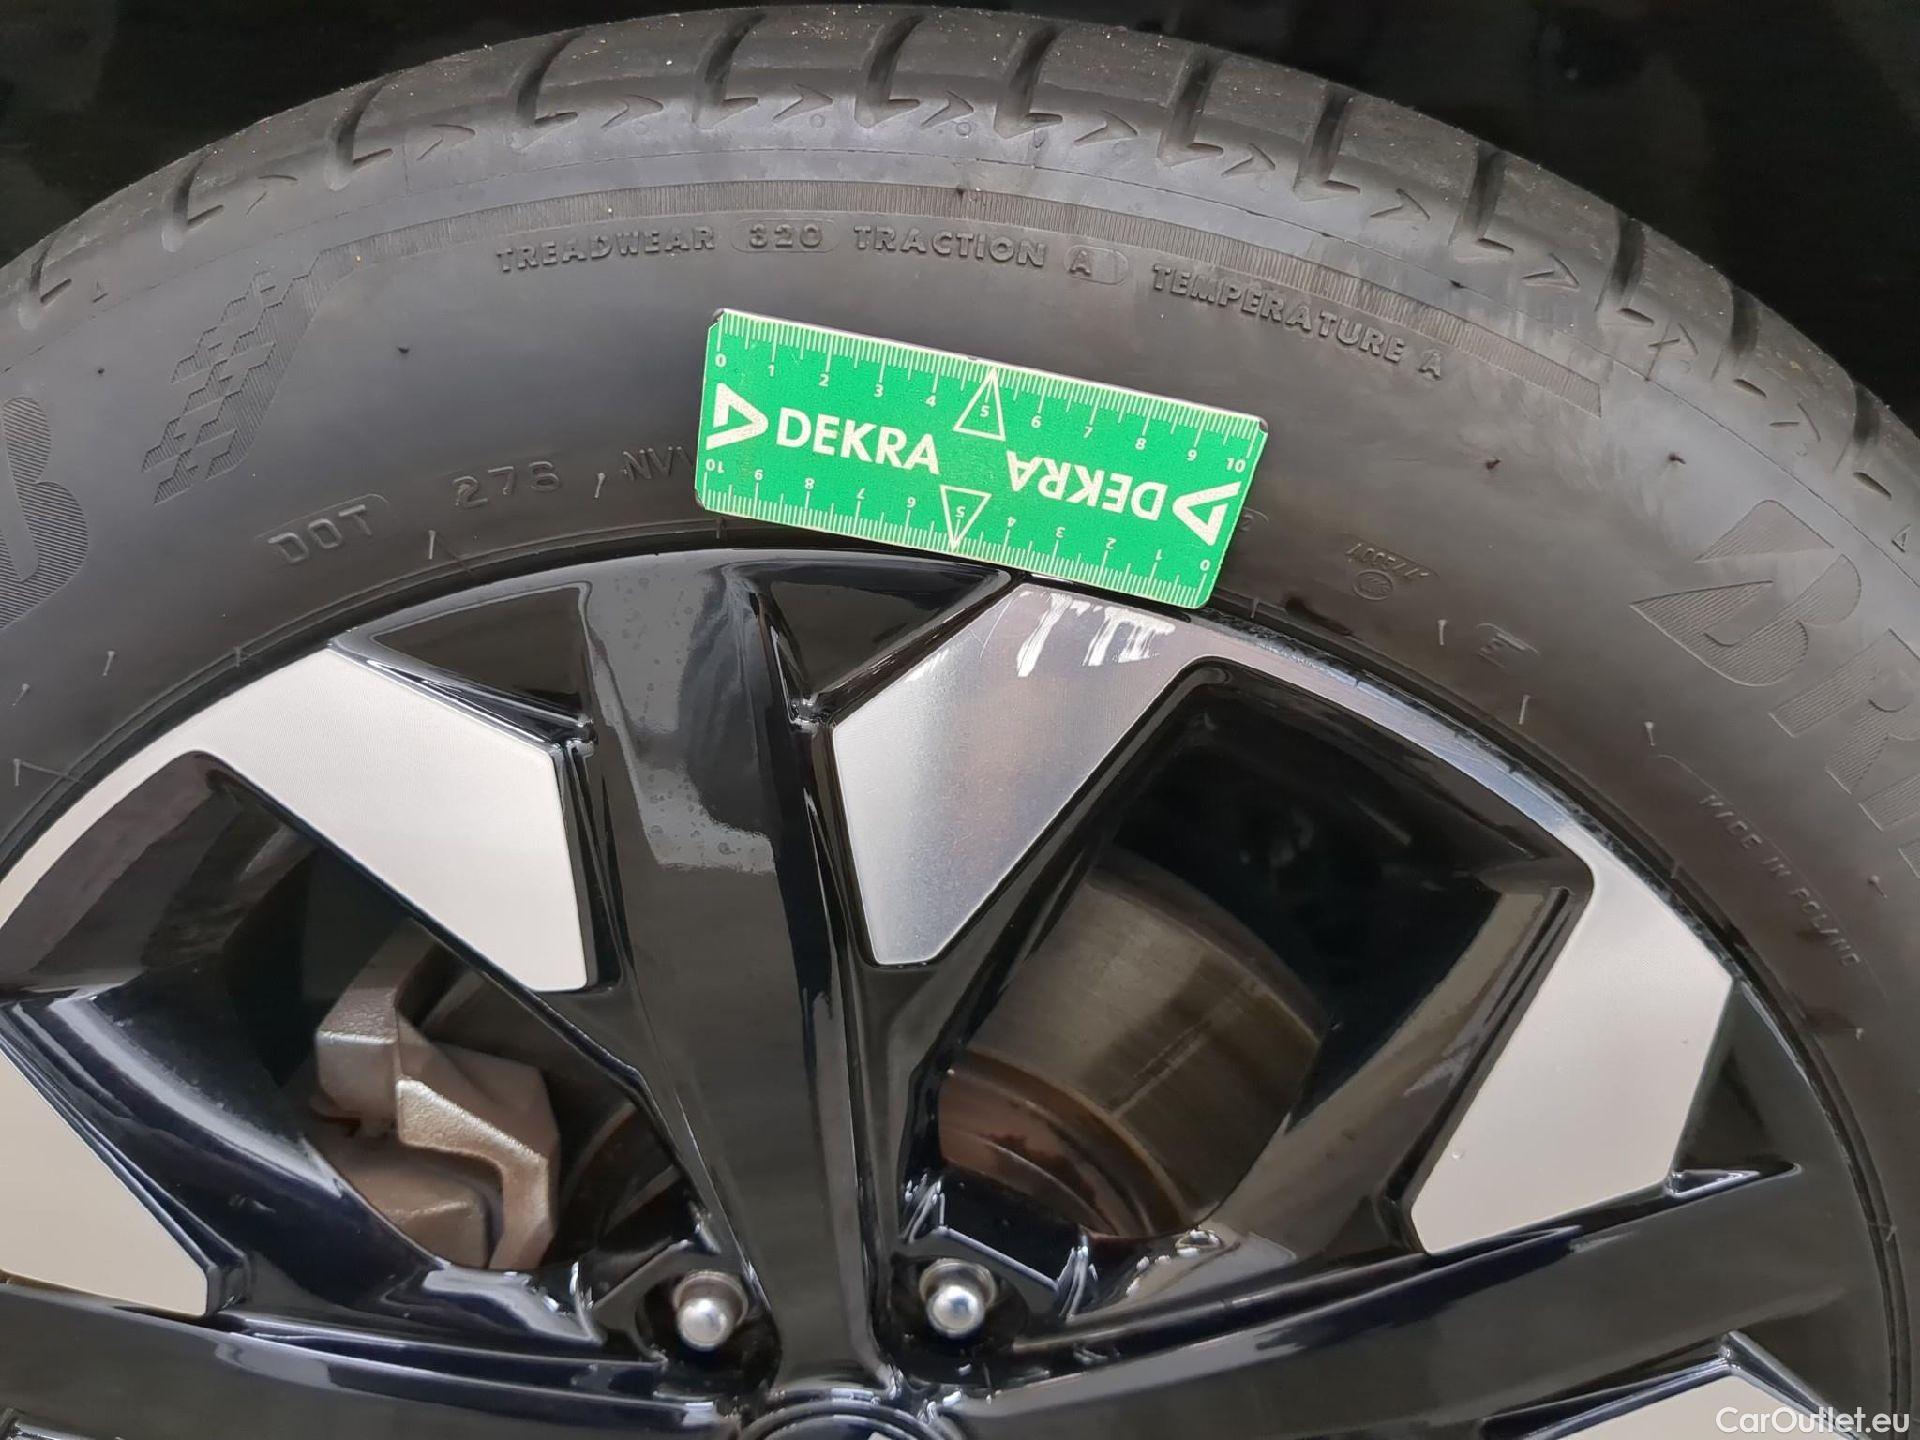 TREADWEAR 320 TRACTION A TEMPERATURE A
0 1 2 3 4 5 6 7 8 9 10
DEKRA
DEKRA
10 9 8 7 6 5 4 3 2 1 0
DOT
B
MADE IN POLAND
CarOutlet.eu